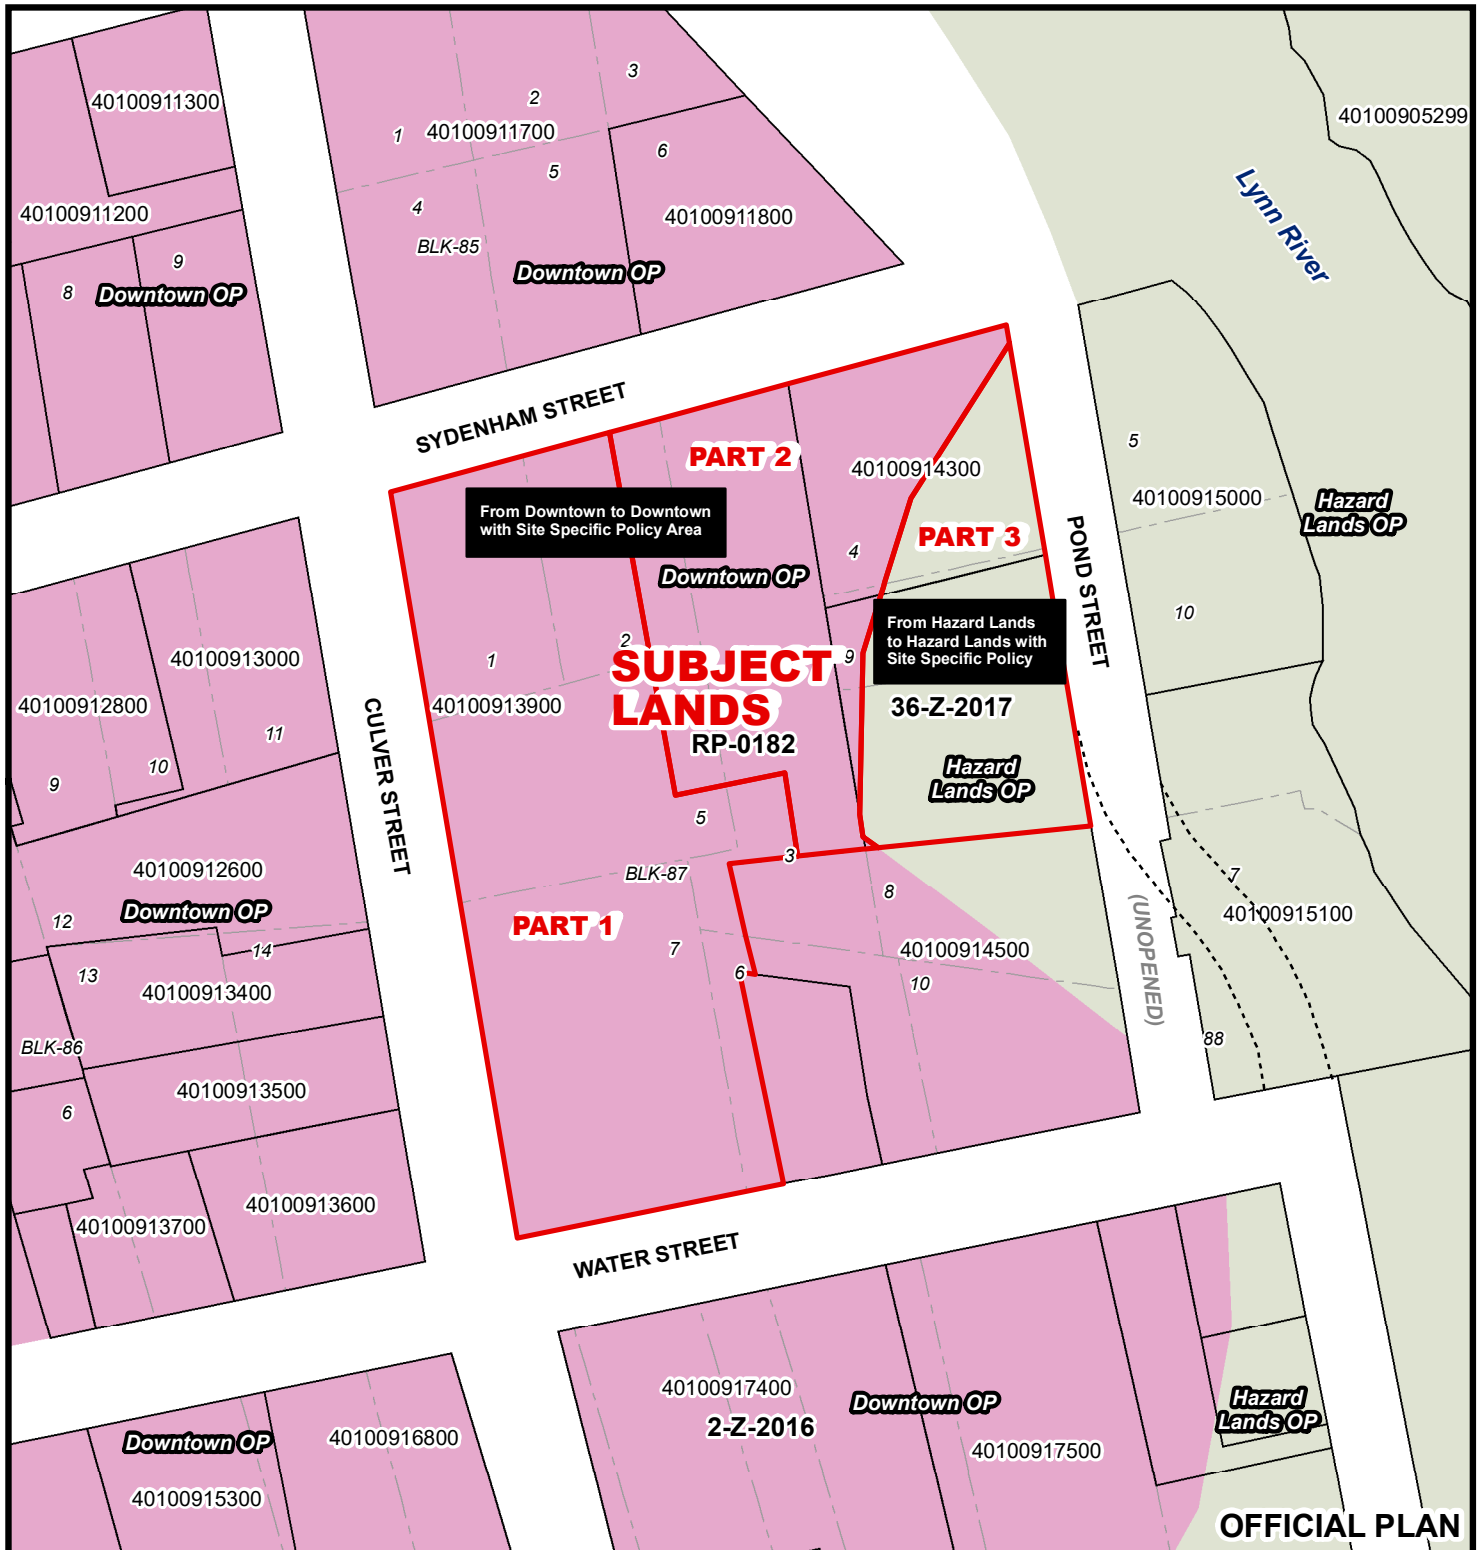 40100911300
3
2
1
40100911700
40100905299
6
5
Lynn River
4
40100911200
40100911800
BLK-85
9
8
Downtown OP
Downtown OP
SYDENHAM STREET
PART 2
40100914300
5
40100915000
Hazard
Lands OP
From Downtown to Downtown
with Site Specific Policy Area
PART 3
POND STREET
4
Downtown OP
10
From Hazard Lands
to Hazard Lands with
Site Specific Policy
2
1
9
SUBJECT
LANDS
40100913000
40100912800
40100913900
36-Z-2017
11
CULVER STREET
RP-0182
10
9
Hazard
Lands OP
5
3
40100912600
BLK-87
7
8
12
Downtown OP
PART 1
40100915100
(UNOPENED)
14
7
40100914500
13
6
10
40100913400
BLK-86
88
40100913500
6
40100913600
40100913700
WATER STREET
40100917400
Downtown OP
Hazard
Lands OP
2-Z-2016
40100916800
Downtown OP
40100917500
40100915300
OFFICIAL PLAN